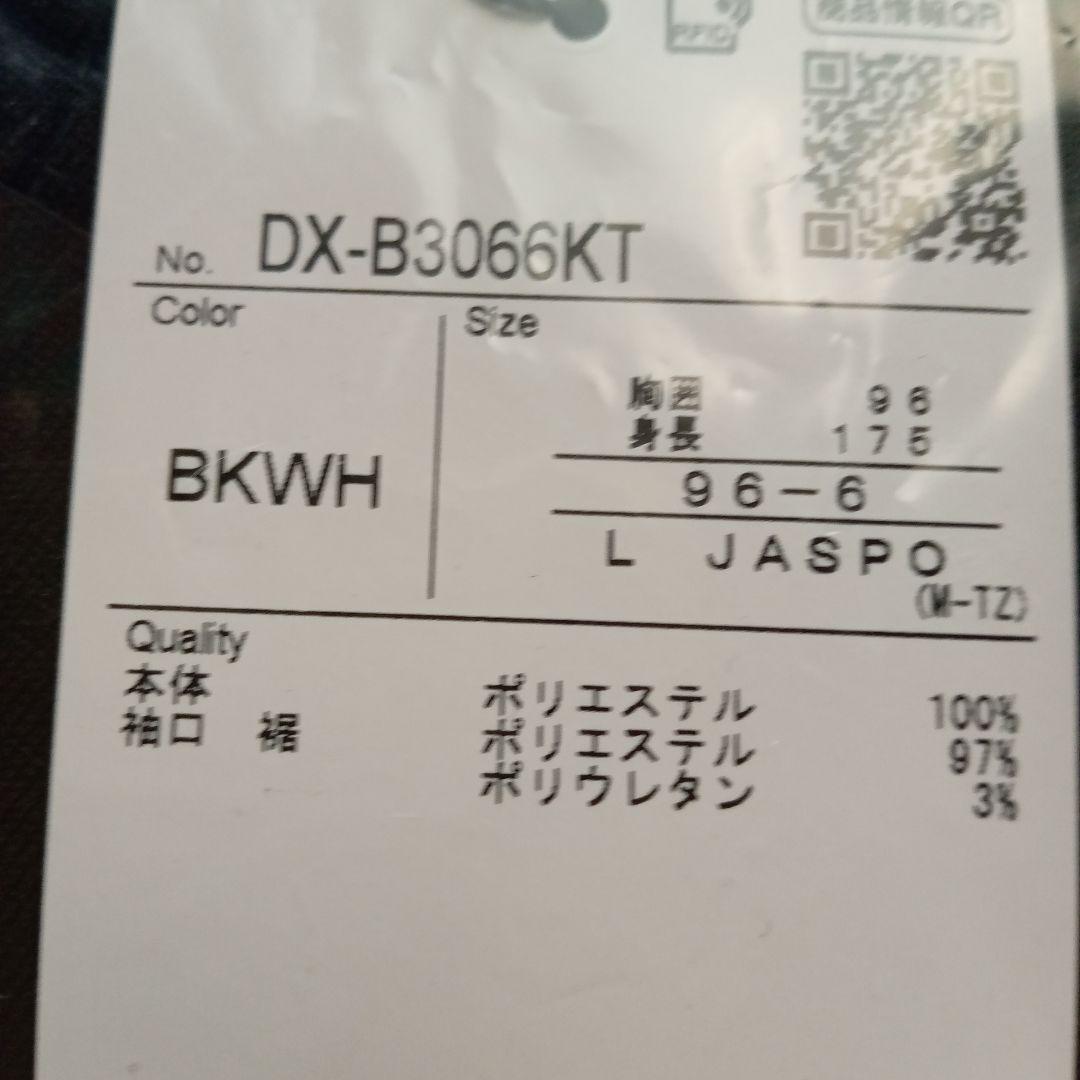 RFID
商品情報QR
No. DX-B3066KT
Color
Size
胸囲 96
身長 175
BKWH
96-6
L JASPO
(M-TZ)
Quality
本体 ポリエステル 100%
袖口 裾 ポリエステル 97%
ポリウレタン 3%